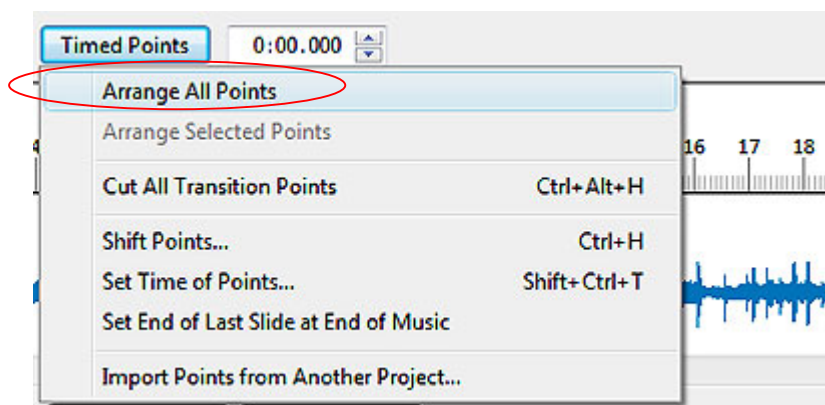 Timed Points 0:00.000
Arrange All Points
Arrange Selected Points
16 17 18
Cut All Transition Points Ctrl+Alt+H
Shift Points... Ctrl+H
Set Time of Points... Shift+Ctrl+T
Set End of Last Slide at End of Music
Import Points from Another Project...